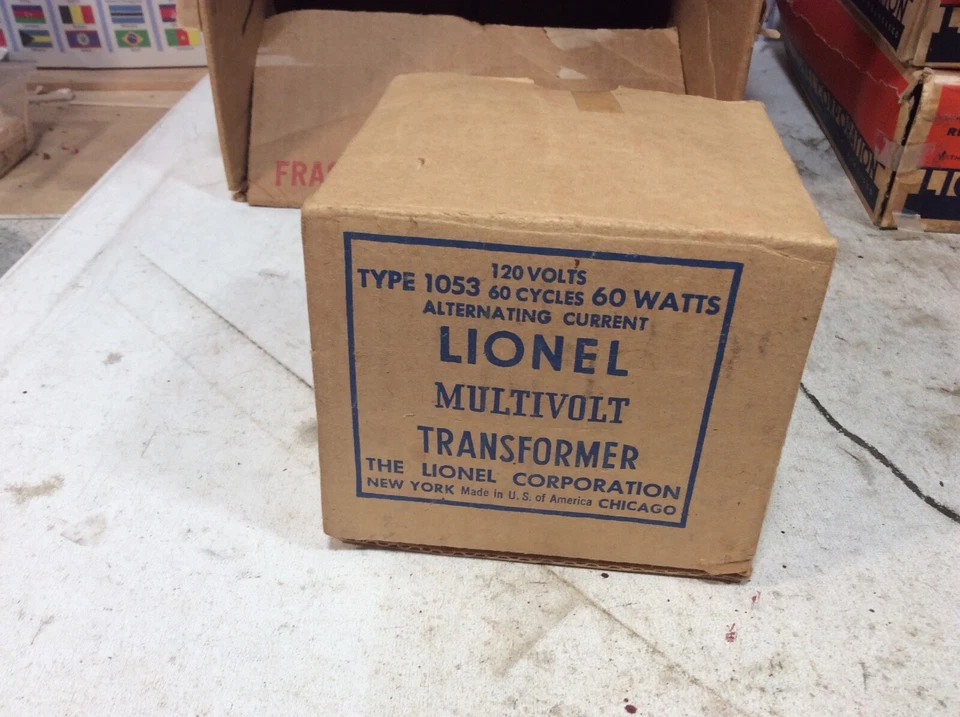 120 VOLTS
TYPE 1053 60 CYCLES 60 WATTS
ALTERNATING CURRENT
LIONEL
MULTIVOLT
TRANSFORMER
THE LIONEL CORPORATION
NEW YORK Made in U. S. of America CHICAGO